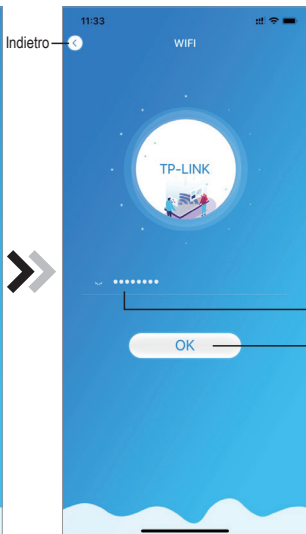 11:33
Indietro
WIFI
TP-LINK
••••••••
OK